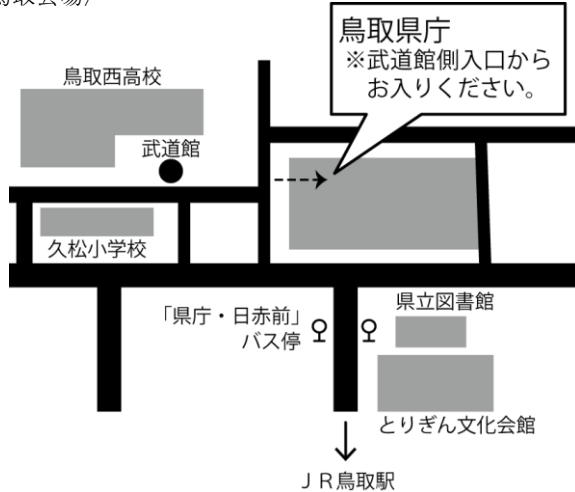 鳥取県庁
※武道館側入口から
お入りください。
鳥取西高校
武道館
久松小学校
「県庁・日赤前」
バス停
県立図書館
とりぎん文化会館
ＪＲ鳥取駅